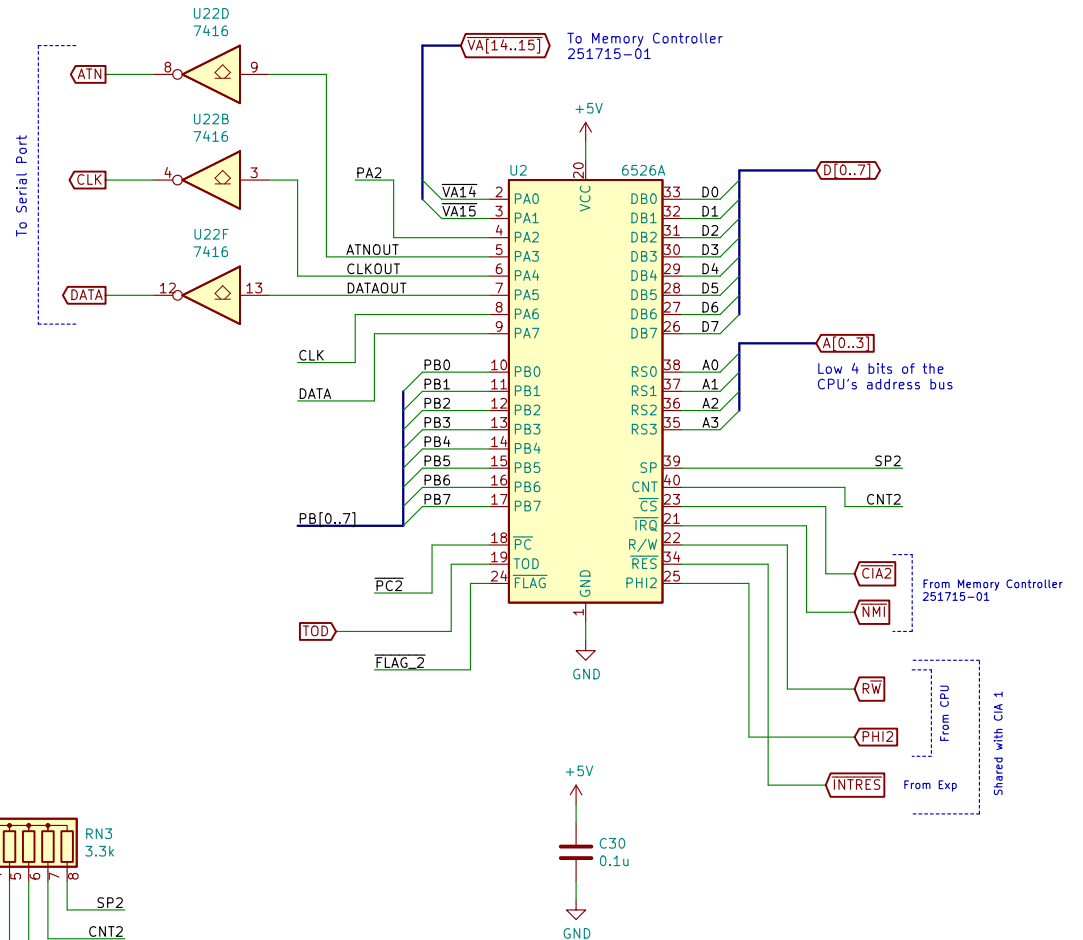 U22D
7416
8
9
ATN
To Serial Port
U22B
7416
4
3
CLK
U22F
7416
12
13
DATA
VA[14..15]
To Memory Controller
251715-01
+5V
U2
6526A
20
VCC
PA2
VA14 2 PA0
VA15 3 PA1
4 PA2
ATNOUT 5 PA3
CLKOUT 6 PA4
DATAOUT 7 PA5
8 PA6
9 PA7
CLK
DATA
PB0 10 PB0
PB1 11 PB1
PB2 12 PB2
PB3 13 PB3
PB4 14 PB4
PB5 15 PB5
PB6 16 PB6
PB7 17 PB7
PB[0..7]
18 PC
19 TOD
24 FLAG
PC2
TOD
FLAG_2
GND
1
GND
DB0 33 D0
DB1 32 D1
DB2 31 D2
DB3 30 D3
DB4 29 D4
DB5 28 D5
DB6 27 D6
DB7 26 D7
D[0..7]
RS0 38 A0
RS1 37 A1
RS2 36 A2
RS3 35 A3
A[0..3]
Low 4 bits of the
CPU's address bus
SP 39 SP2
CNT 40 CNT2
CS 23
IRQ 21
R/W 22
RES 34
PHI2 25
CIA2
NMI
From Memory Controller
251715-01
RW
PHI2
From CPU
INTRES
From Exp
Shared with CIA 1
+5V
C30
0.1u
GND
RN3
3.3k
5 6 7 8
SP2
CNT2